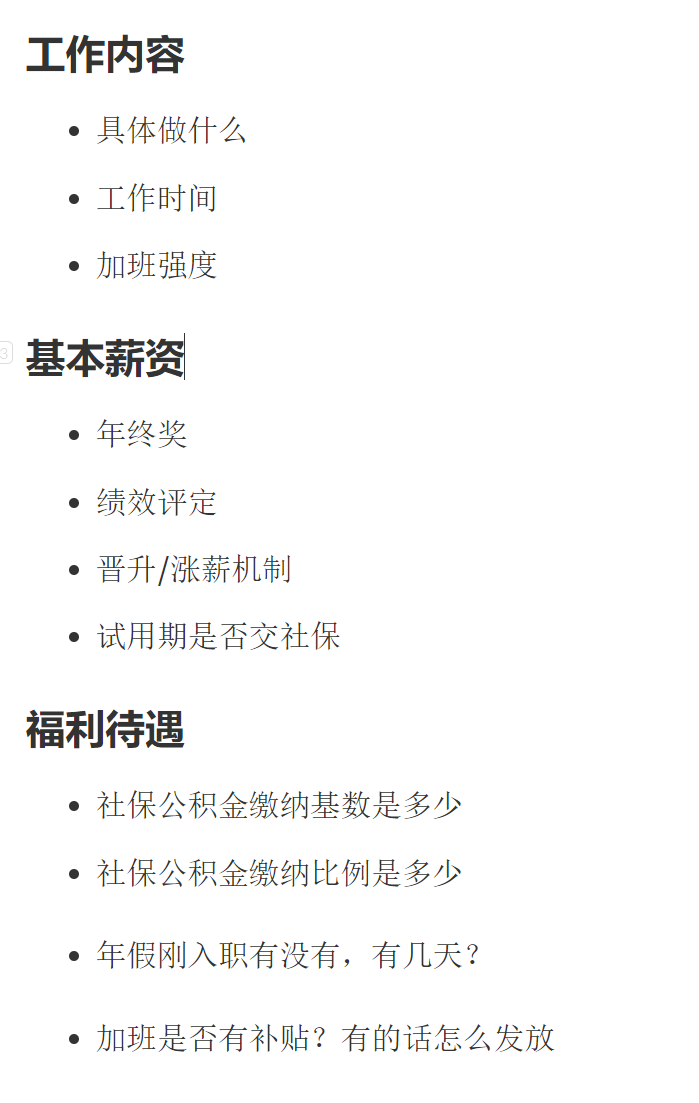 工作内容
具体做什么
工作时间
加班强度
3
基本薪资
年终奖
绩效评定
晋升/涨薪机制
试用期是否交社保
福利待遇
社保公积金缴纳基数是多少
社保公积金缴纳比例是多少
年假刚入职有没有，有几天？
加班是否有补贴？有的话怎么发放